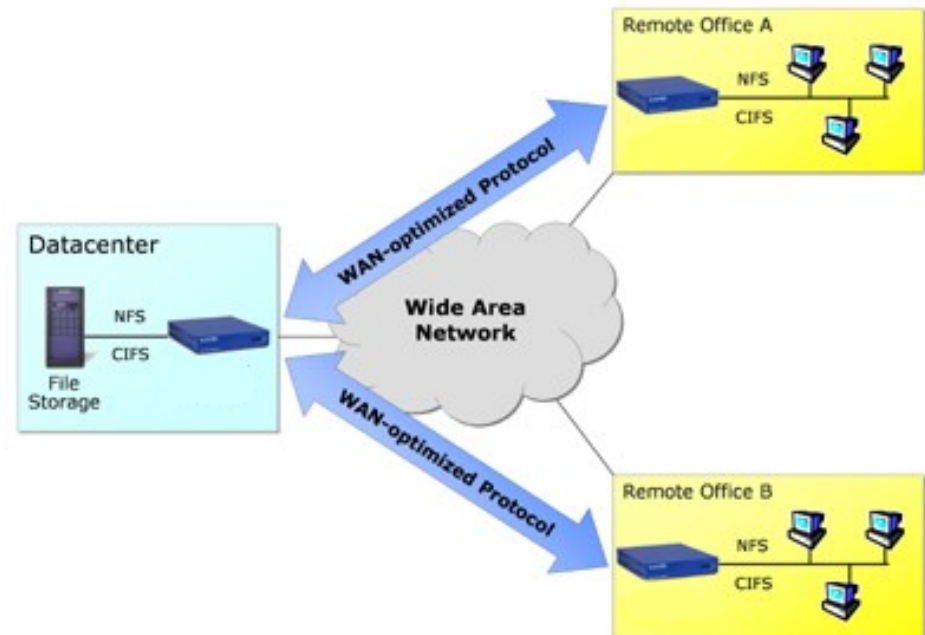 Remote Office A
NFS
CIFS
WAN-optimized Protocol
Datacenter
NFS
CIFS
File
Storage
Wide Area
Network
WAN-optimized Protocol
Remote Office B
NFS
CIFS